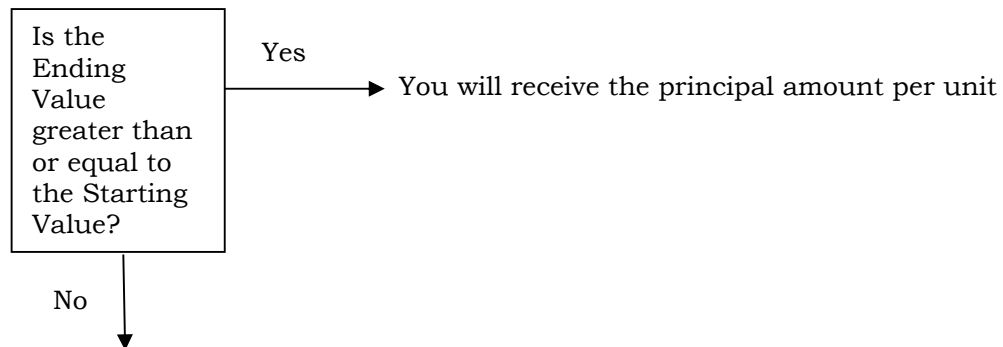 Is the
Ending
Value
greater than
or equal to
the Starting
Value?
Yes
You will receive the principal amount per unit
No